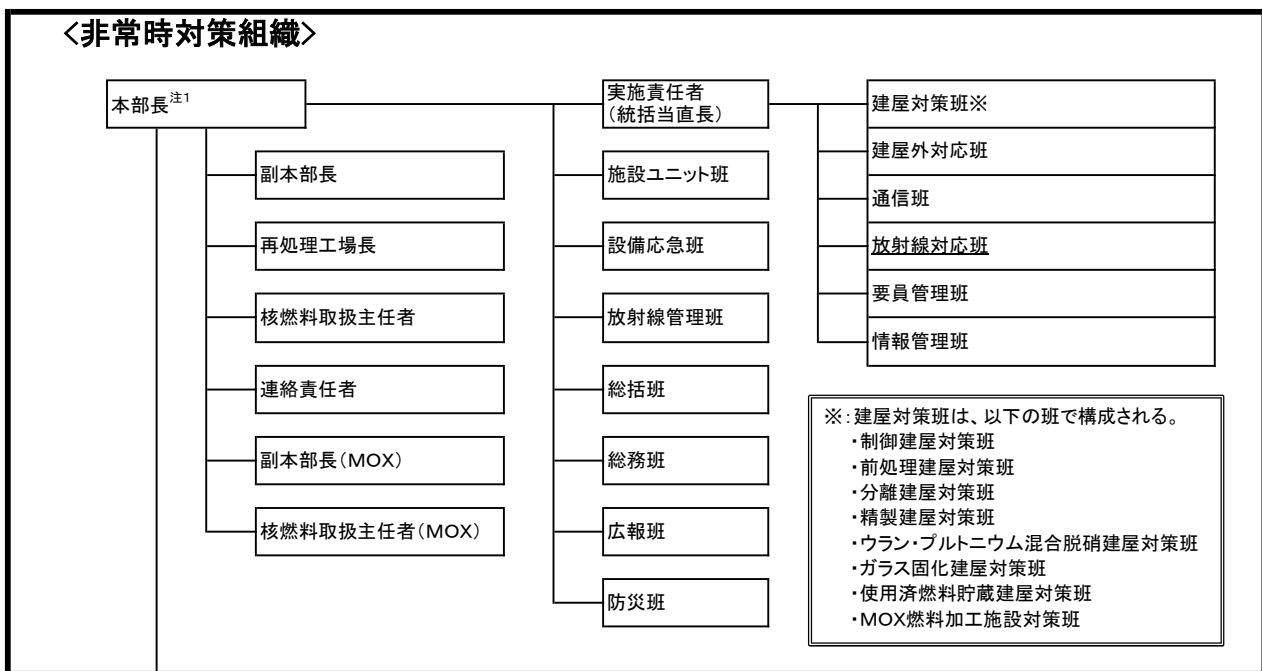 <非常時対策組織>
本部長注1
副本部長
再処理工場長
核燃料取扱主任者
連絡責任者
副本部長(MOX)
核燃料取扱主任者(MOX)
実施責任者
(統括当直長)
施設ユニット班
設備応急班
放射線管理班
総括班
総務班
広報班
防災班
建屋対策班※
建屋外対応班
通信班
放射線対応班
要員管理班
情報管理班
※:建屋対策班は、以下の班で構成される。
・制御建屋対策班
・前処理建屋対策班
・分離建屋対策班
・精製建屋対策班
・ウラン・プルトニウム混合脱硝建屋対策班
・ガラス固化建屋対策班
・使用済燃料貯蔵建屋対策班
・MOX燃料加工施設対策班